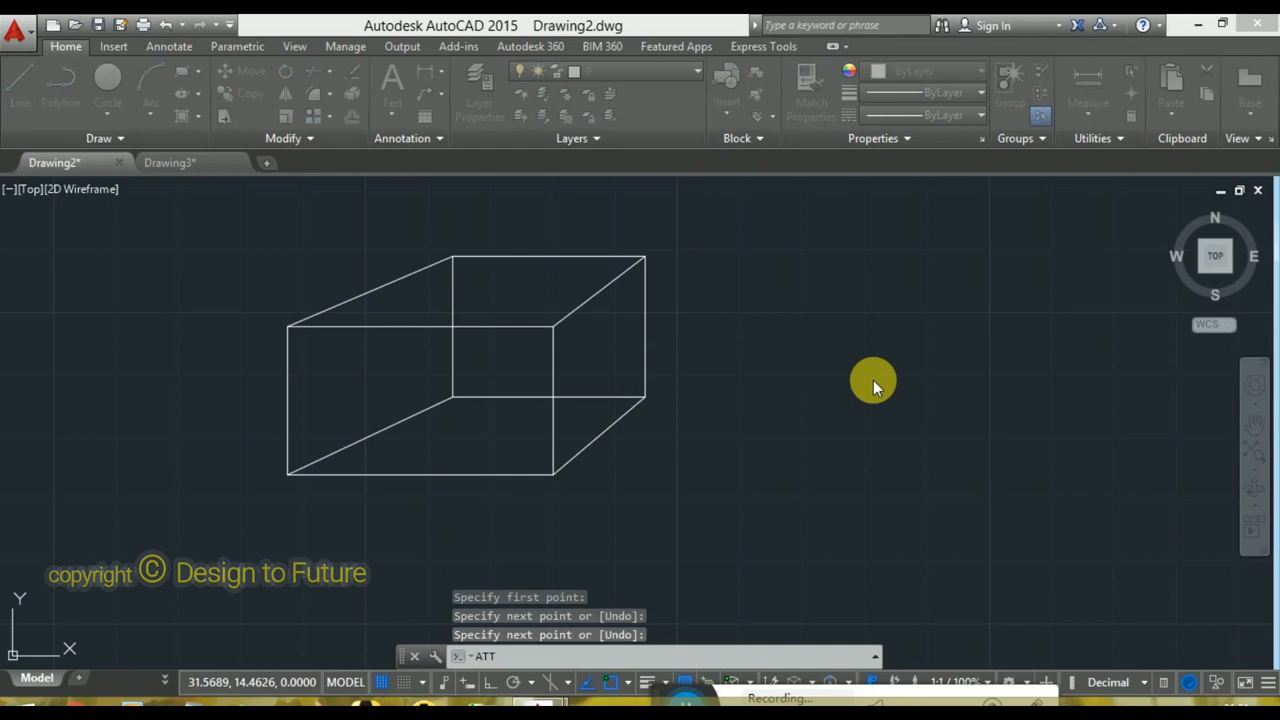 Autodesk AutoCAD 2015 Drawing2.dwg
Type a keyword or phrase
Sign In
Home Insert Annotate Parametric View Manage Output Add-ins Autodesk 360 BIM 360 Featured Apps Express Tools
Line Polyline Circle Arc
Move
Copy
Text
Layer Properties
0
Insert
Match Properties
ByLayer
ByLayer
ByLayer
Group
Measure
Paste
Base
Draw Modify Annotation Layers Block Properties Groups Utilities Clipboard View
Drawing2* Drawing3*
[−][Top][2D Wireframe]
N
W TOP E
S
WCS
copyright © Design to Future
Y
X
Specify first point:
Specify next point or [Undo]:
Specify next point or [Undo]:
ATT
Model
31.5689, 14.4626, 0.0000 MODEL
1:1 / 100%
Decimal
Recording...